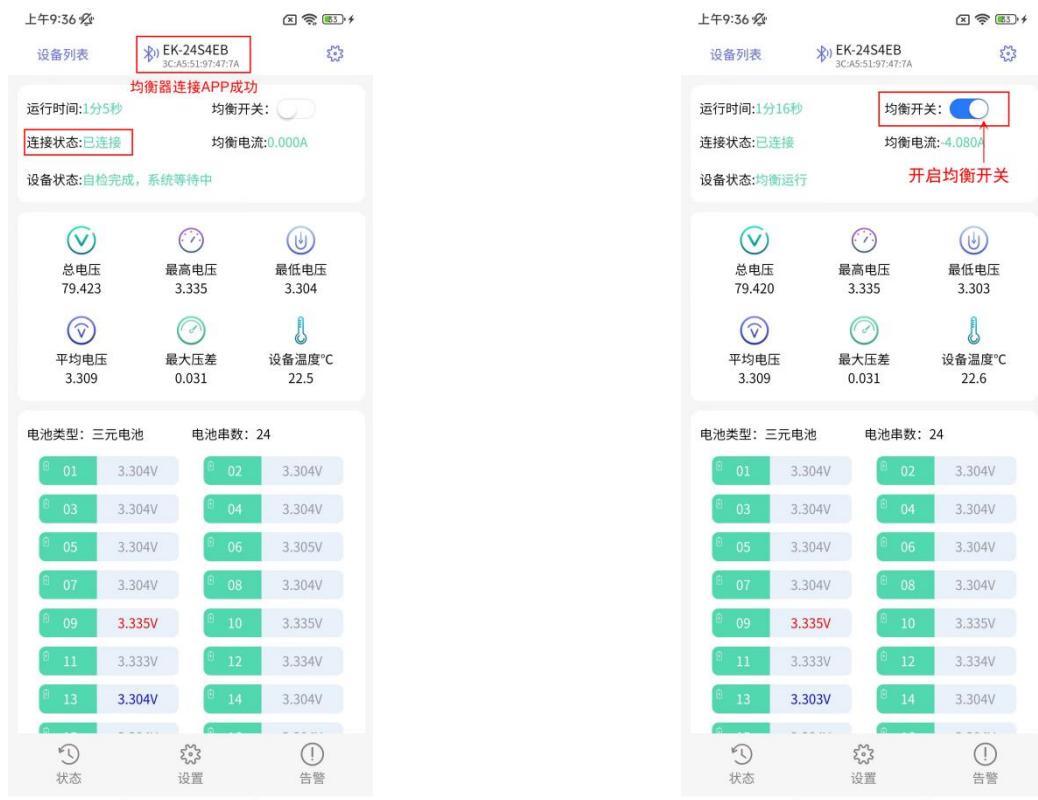 上午9:36
83
设备列表
EK-24S4EB
3C:A5:51:97:47:7A
均衡器连接APP成功
运行时间:1分5秒 均衡开关:
连接状态:已连接 均衡电流:0.000A
设备状态:自检完成，系统等待中
总电压 最高电压 最低电压
79.423 3.335 3.304
平均电压 最大压差 设备温度℃
3.309 0.031 22.5
电池类型：三元电池 电池串数：24
01 3.304V 02 3.304V
03 3.304V 04 3.304V
05 3.304V 06 3.305V
07 3.304V 08 3.304V
09 3.335V 10 3.335V
11 3.333V 12 3.334V
13 3.304V 14 3.304V
状态 设置 告警
上午9:36
83
设备列表
EK-24S4EB
3C:A5:51:97:47:7A
运行时间:1分16秒 均衡开关:
连接状态:已连接 均衡电流:-4.080A
设备状态:均衡运行
开启均衡开关
总电压 最高电压 最低电压
79.420 3.335 3.303
平均电压 最大压差 设备温度℃
3.309 0.031 22.6
电池类型：三元电池 电池串数：24
01 3.304V 02 3.304V
03 3.304V 04 3.304V
05 3.304V 06 3.304V
07 3.304V 08 3.304V
09 3.335V 10 3.335V
11 3.333V 12 3.334V
13 3.303V 14 3.304V
状态 设置 告警